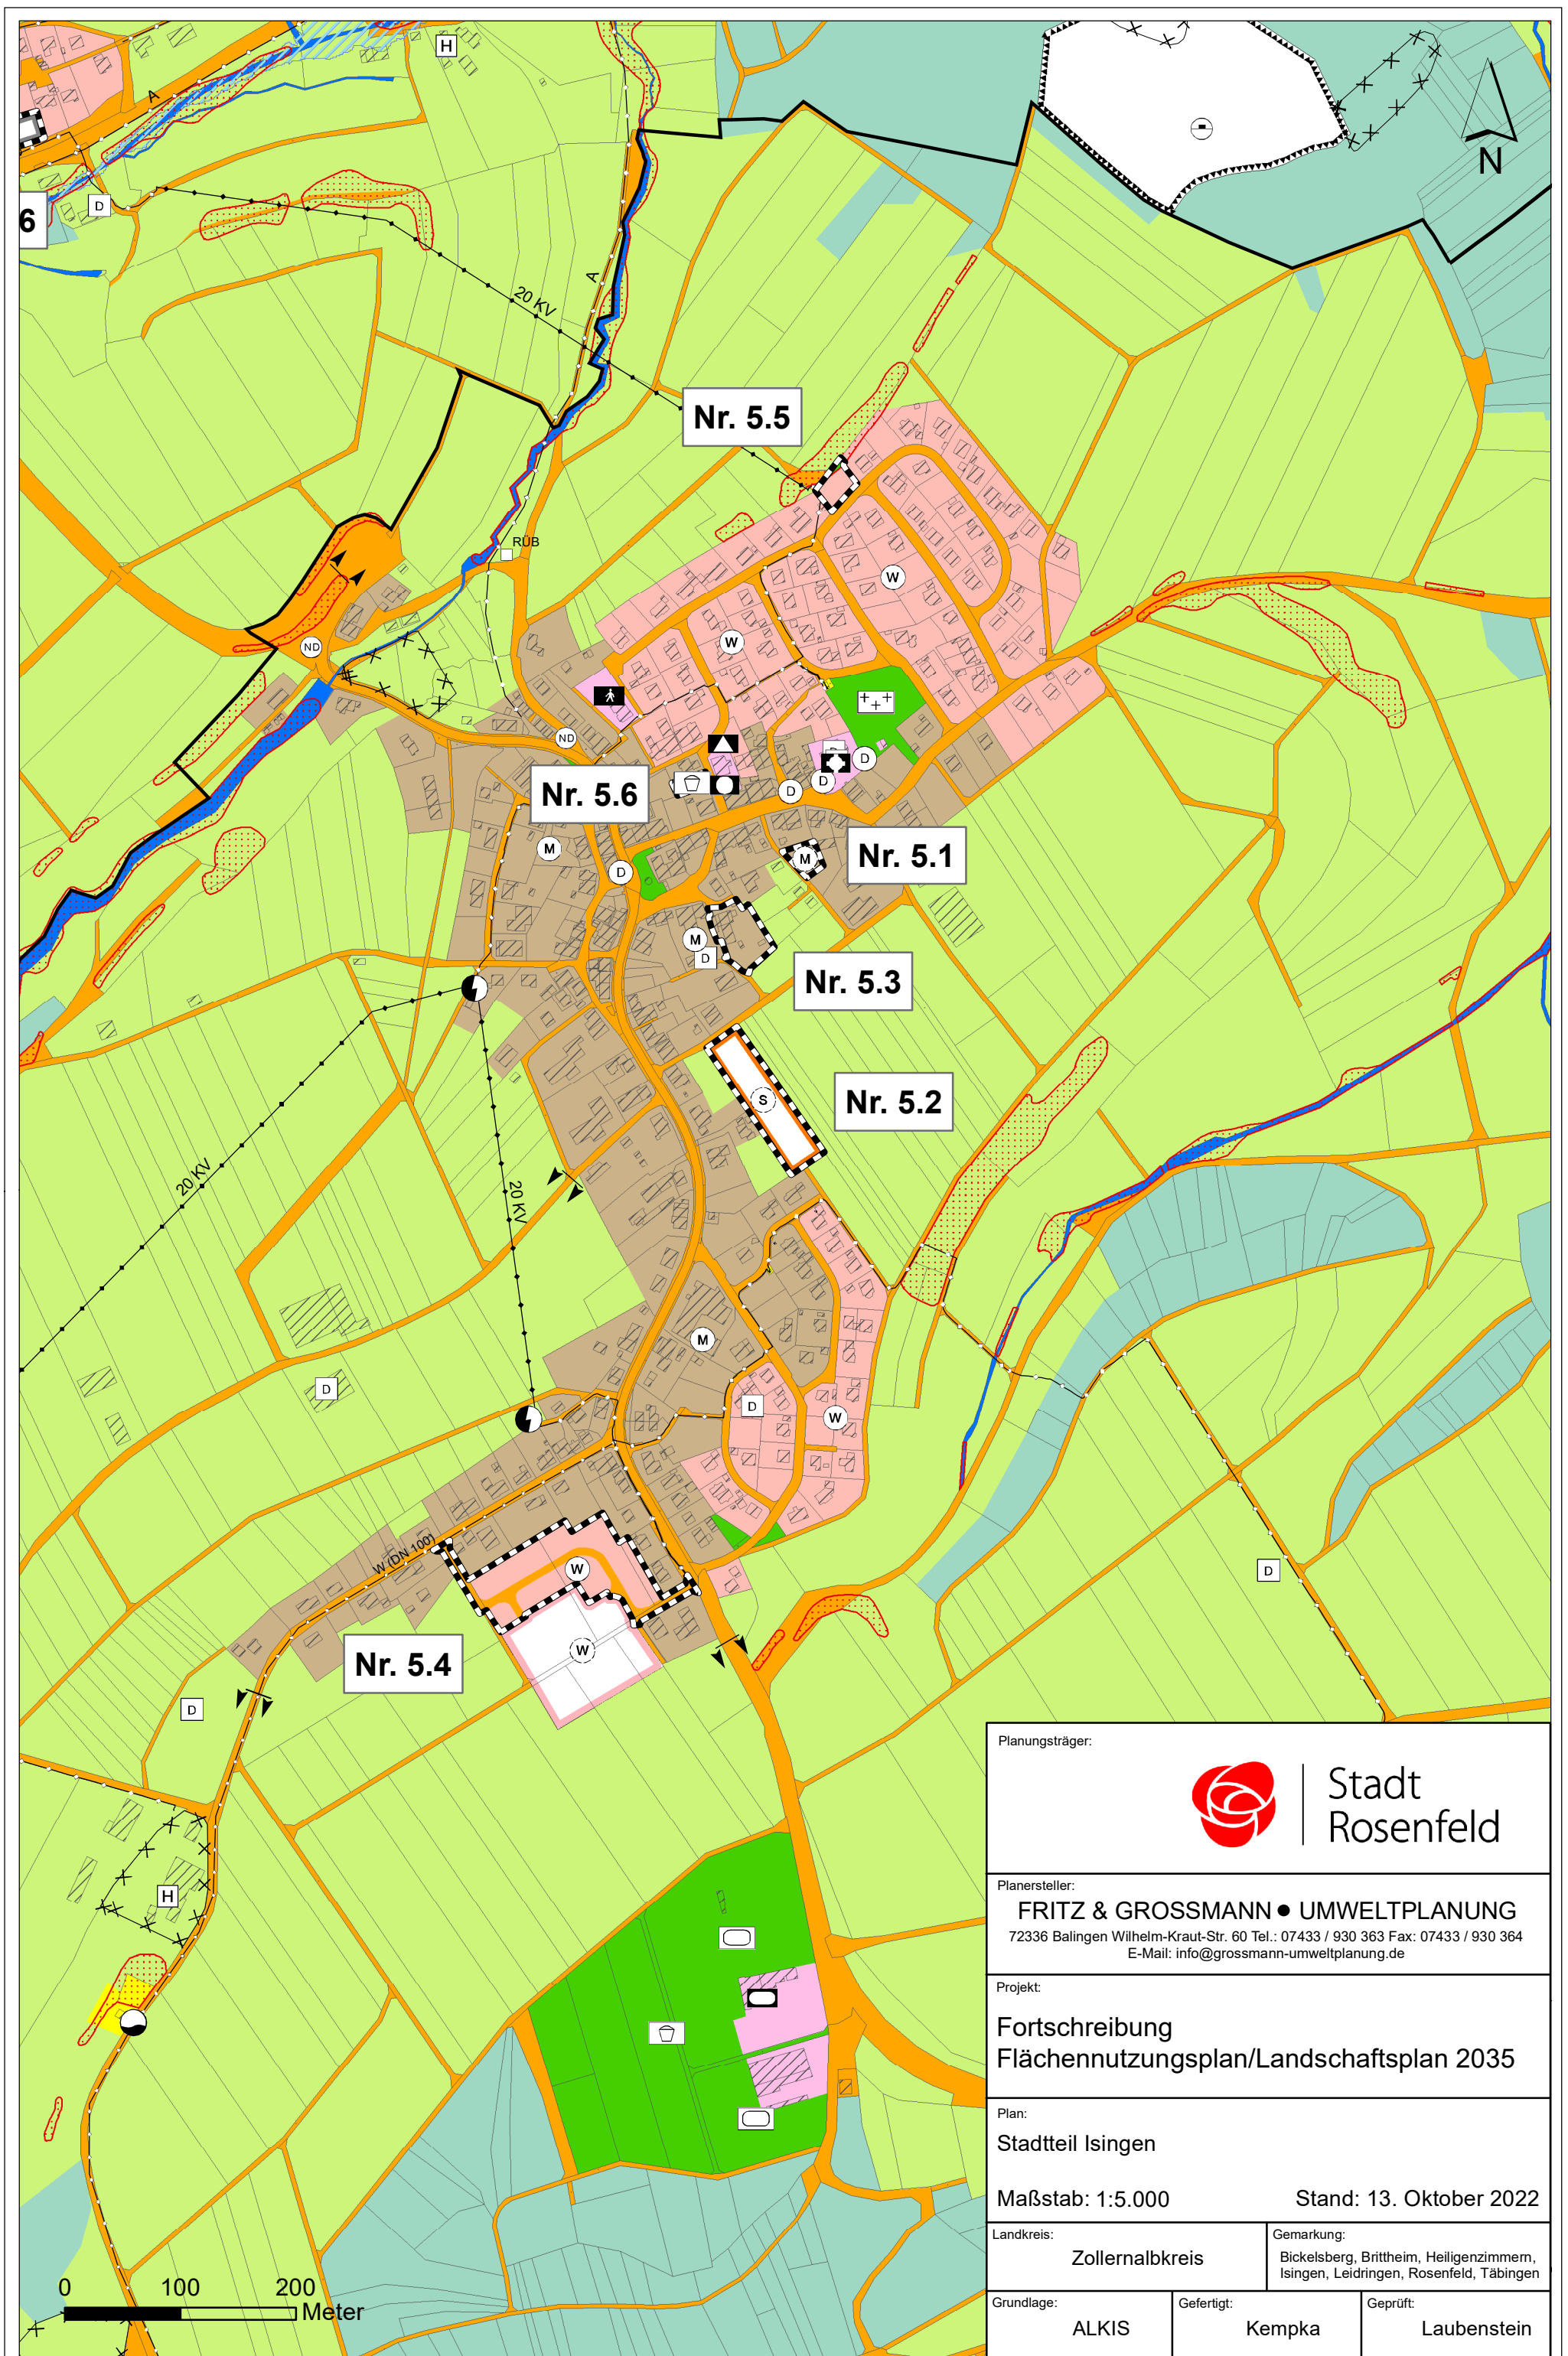 H
A
D
6
N
A
20 KV
Nr. 5.5
RÜB
W
ND
W
ND
D
D
D
Nr. 5.6
M
Nr. 5.1
M
D
M
D
Nr. 5.3
S
Nr. 5.2
20 KV
20 KV
M
D
D
W
W (DN 100)
W
D
W
Nr. 5.4
D
H
Planungsträger:
Stadt
Rosenfeld
Planersteller:
FRITZ & GROSSMANN ● UMWELTPLANUNG
72336 Balingen Wilhelm-Kraut-Str. 60 Tel.: 07433 / 930 363 Fax: 07433 / 930 364
E-Mail: info@grossmann-umweltplanung.de
Projekt:
Fortschreibung
Flächennutzungsplan/Landschaftsplan 2035
Plan:
Stadtteil Isingen
Maßstab: 1:5.000 Stand: 13. Oktober 2022
Landkreis:
Zollernalbkreis
Gemarkung:
Bickelsberg, Brittheim, Heiligenzimmern,
Isingen, Leidringen, Rosenfeld, Täbingen
0 100 200
Meter
Grundlage:
ALKIS
Gefertigt:
Kempka
Geprüft:
Laubenstein